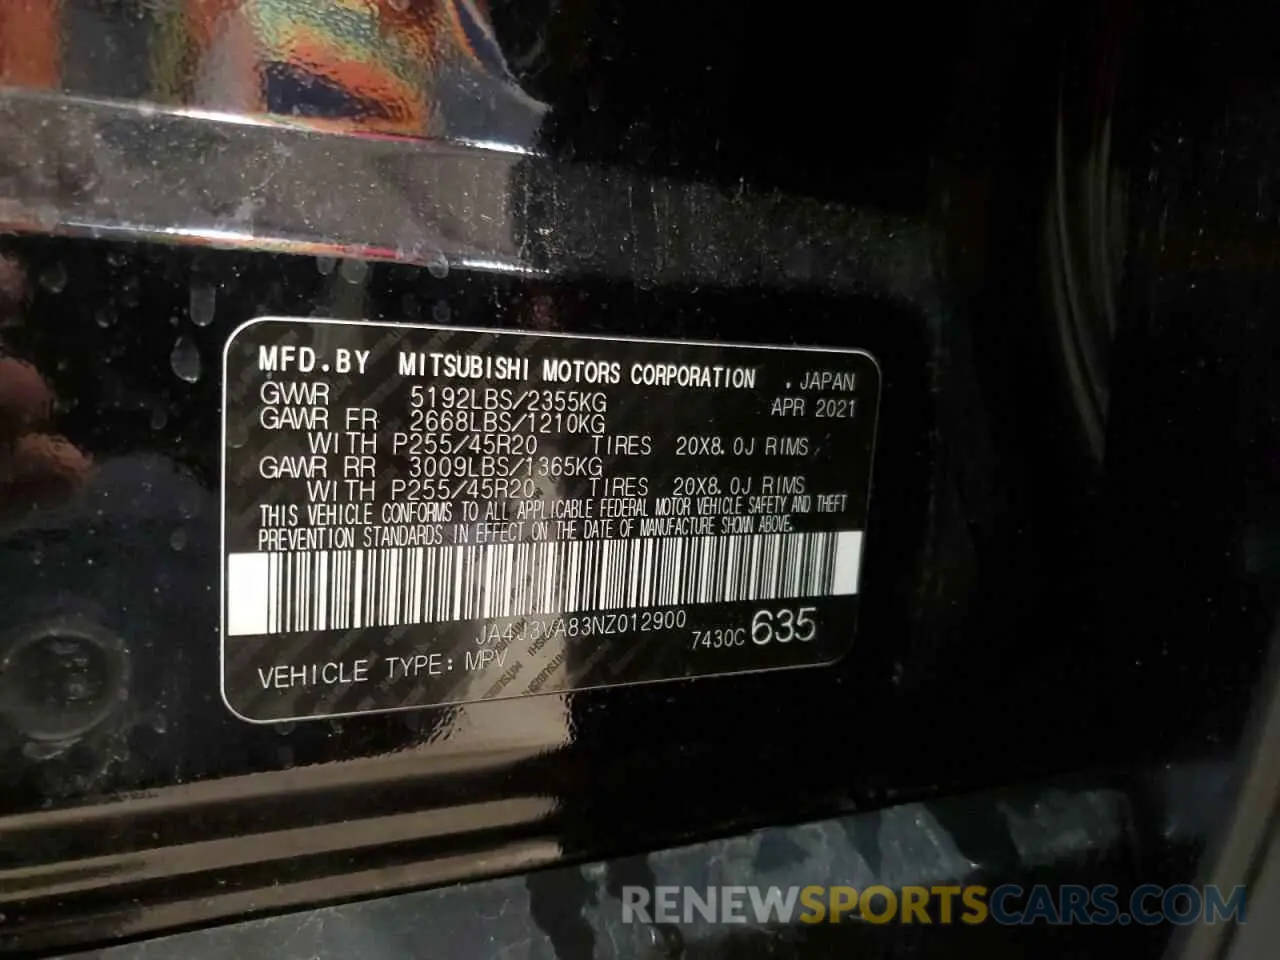 MFD.BY MITSUBISHI MOTORS CORPORATION . JAPAN
GVWR 5192LBS/2355KG APR 2021
GAWR FR 2668LBS/1210KG
WITH P255/45R20 TIRES 20X8.0J RIMS,
GAWR RR 3009LBS/1365KG
WITH P255/45R20 TIRES 20X8.0J RIMS
THIS VEHICLE CONFORMS TO ALL APPLICABLE FEDERAL MOTOR VEHICLE SAFETY AND THEFT
PREVENTION STANDARDS IN EFFECT ON THE DATE OF MANUFACTURE SHOWN ABOVE.
JA4J3VA83NZ012900
7430C 635
VEHICLE TYPE: MPV
RENEWSPORTSCARS.COM